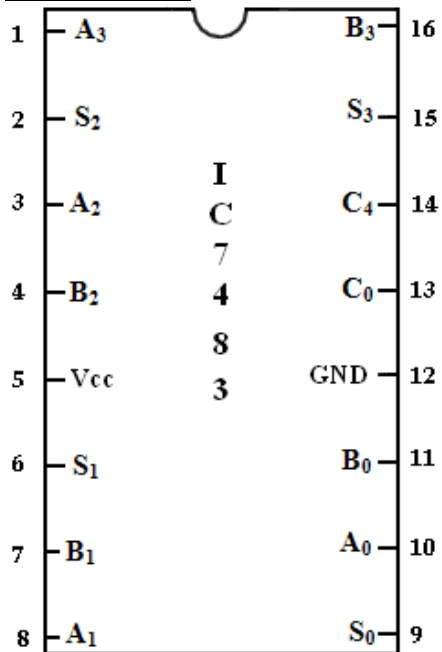 1 A₃ B₃ 16
2 S₂ S₃ 15
I
3 A₂ C C₄ 14
7
4 B₂ 4 C₀ 13
8
5 Vcc 3 GND 12
6 S₁ B₀ 11
7 B₁ A₀ 10
8 A₁ S₀ 9